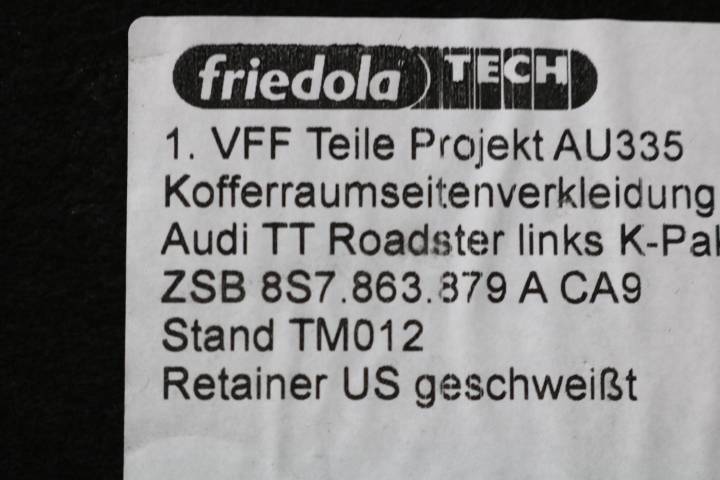 friedola TECH
1. VFF Teile Projekt AU335
Kofferraumseitenverkleidung
Audi TT Roadster links
ZSB 8S7.863.879 A CA9
Stand TM012
Retainer US geschweißt